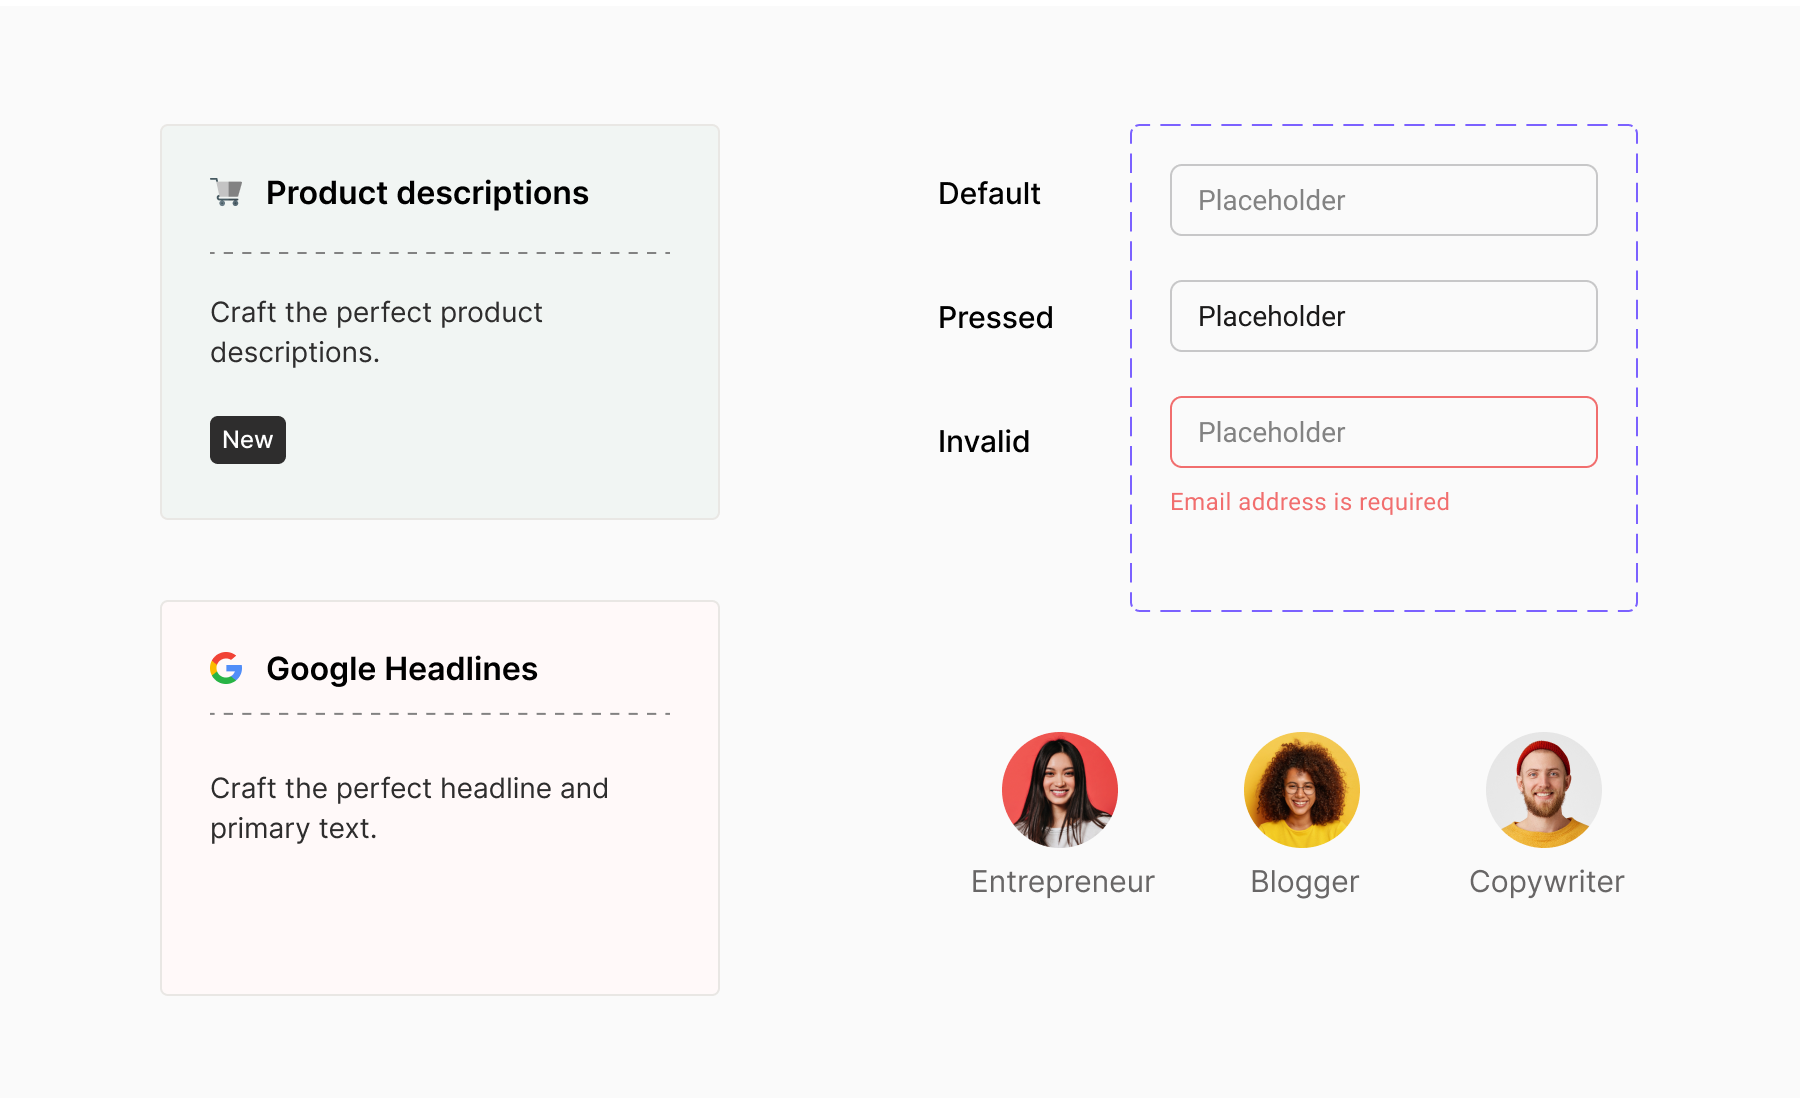 Product descriptions
Craft the perfect product
descriptions.
New
Google Headlines
Craft the perfect headline and
primary text.
Default
Placeholder
Pressed
Placeholder
Invalid
Placeholder
Email address is required
Entrepreneur
Blogger
Copywriter